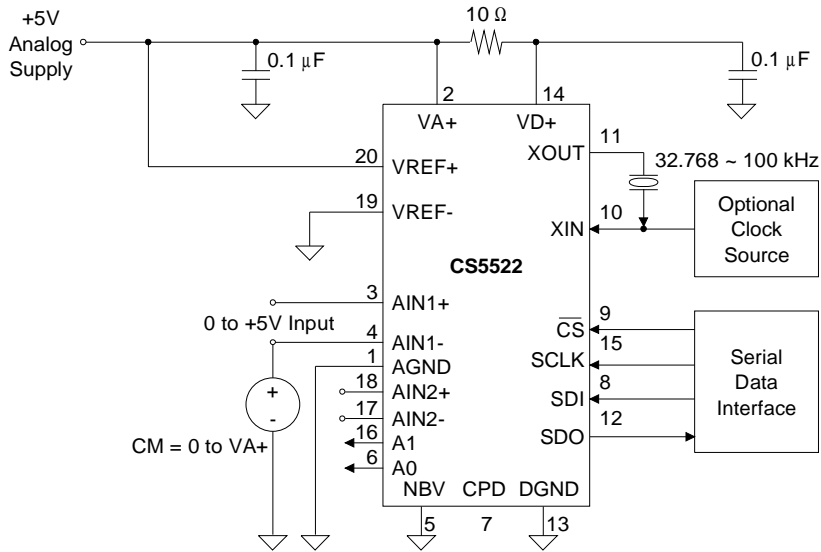 +5V
Analog
Supply
10 Ω
0.1 µF
0.1 µF
2
14
VA+
VD+
11
XOUT
20
VREF+
32.768 ~ 100 kHz
19
VREF-
10
XIN
Optional
Clock
Source
CS5522
3
AIN1+
0 to +5V Input
9
CS
4
AIN1-
15
SCLK
1
AGND
Serial
Data
Interface
18
AIN2+
8
SDI
17
AIN2-
12
SDO
+
-
16
A1
CM = 0 to VA+
6
A0
NBV
CPD
DGND
5
7
13